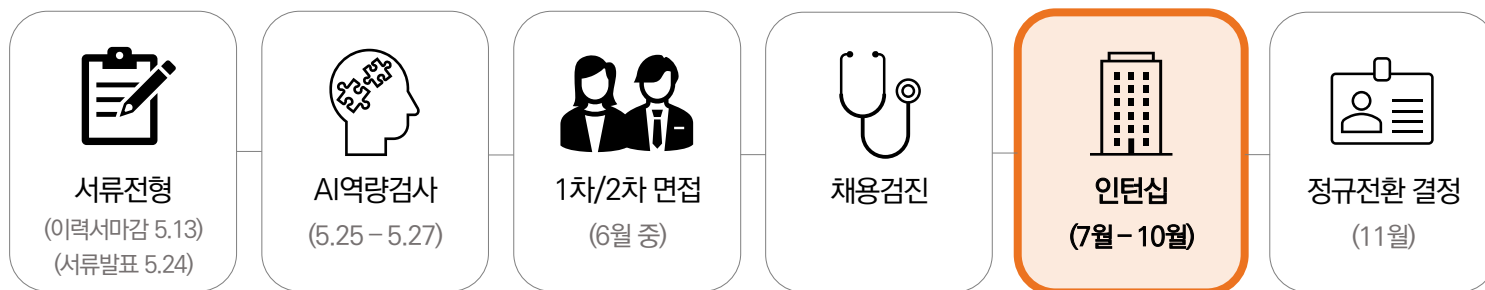 서류전형
(이력서마감 5.13)
(서류발표 5.24)
AI역량검사
(5.25 – 5.27)
1차/2차 면접
(6월 중)
채용검진
인턴십
(7월 – 10월)
정규전환 결정
(11월)